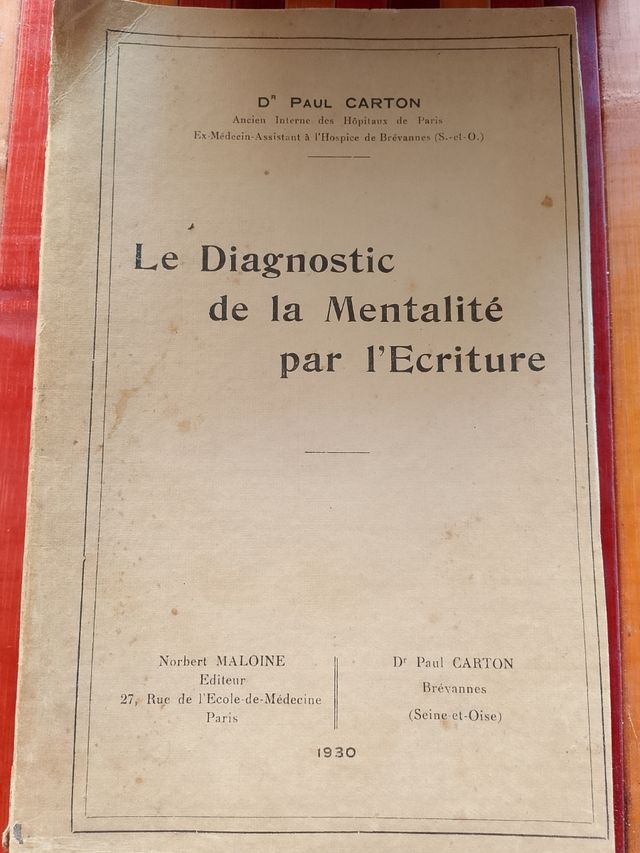 Dr PAUL CARTON
Ancien Interne des Hôpitaux de Paris
Ex-Médecin-Assistant à l'Hospice de Brévannes (S.-et-O.)
Le Diagnostic
de la Mentalité
par l'Ecriture
Norbert MALOINE
Editeur
27, Rue de l'Ecole-de-Médecine
Paris
Dr Paul CARTON
Brévannes
(Seine-et-Oise)
1930